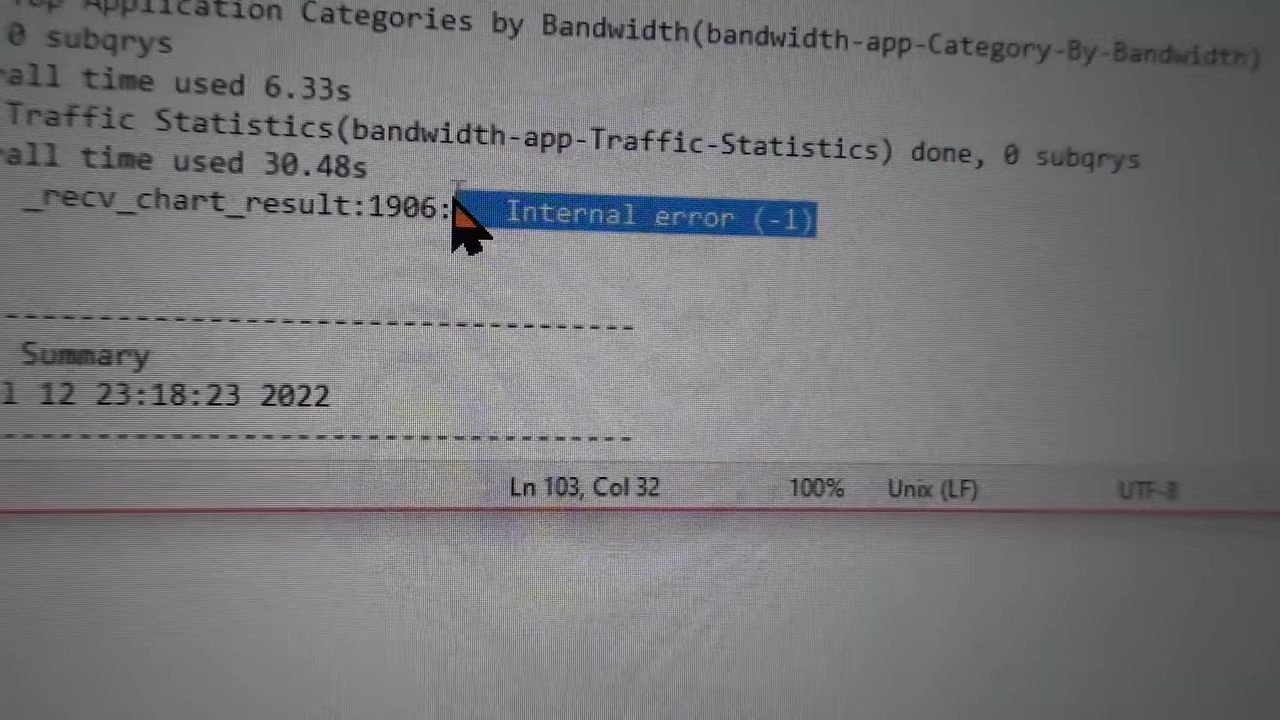 Top Application Categories by Bandwidth(bandwidth-app-Category-By-Bandwidth)
0 subqrys
all time used 6.33s
Traffic Statistics(bandwidth-app-Traffic-Statistics) done, 0 subqrys
all time used 30.48s
_recv_chart_result:1906: Internal error (-1)
-----------------------------------
Summary
l 12 23:18:23 2022
-----------------------------------
Ln 103, Col 32 100% Unix (LF) UTF-8